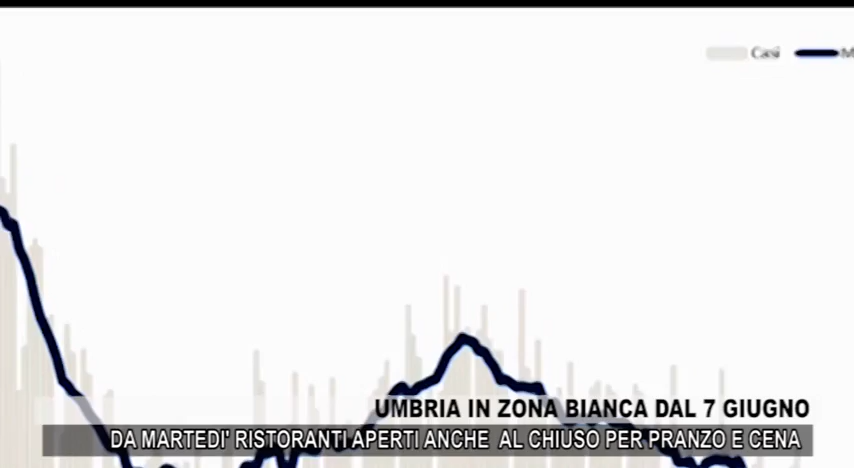 Casi
UMBRIA IN ZONA BIANCA DAL 7 GIUGNO
DA MARTEDI' RISTORANTI APERTI ANCHE AL CHIUSO PER PRANZO E CENA